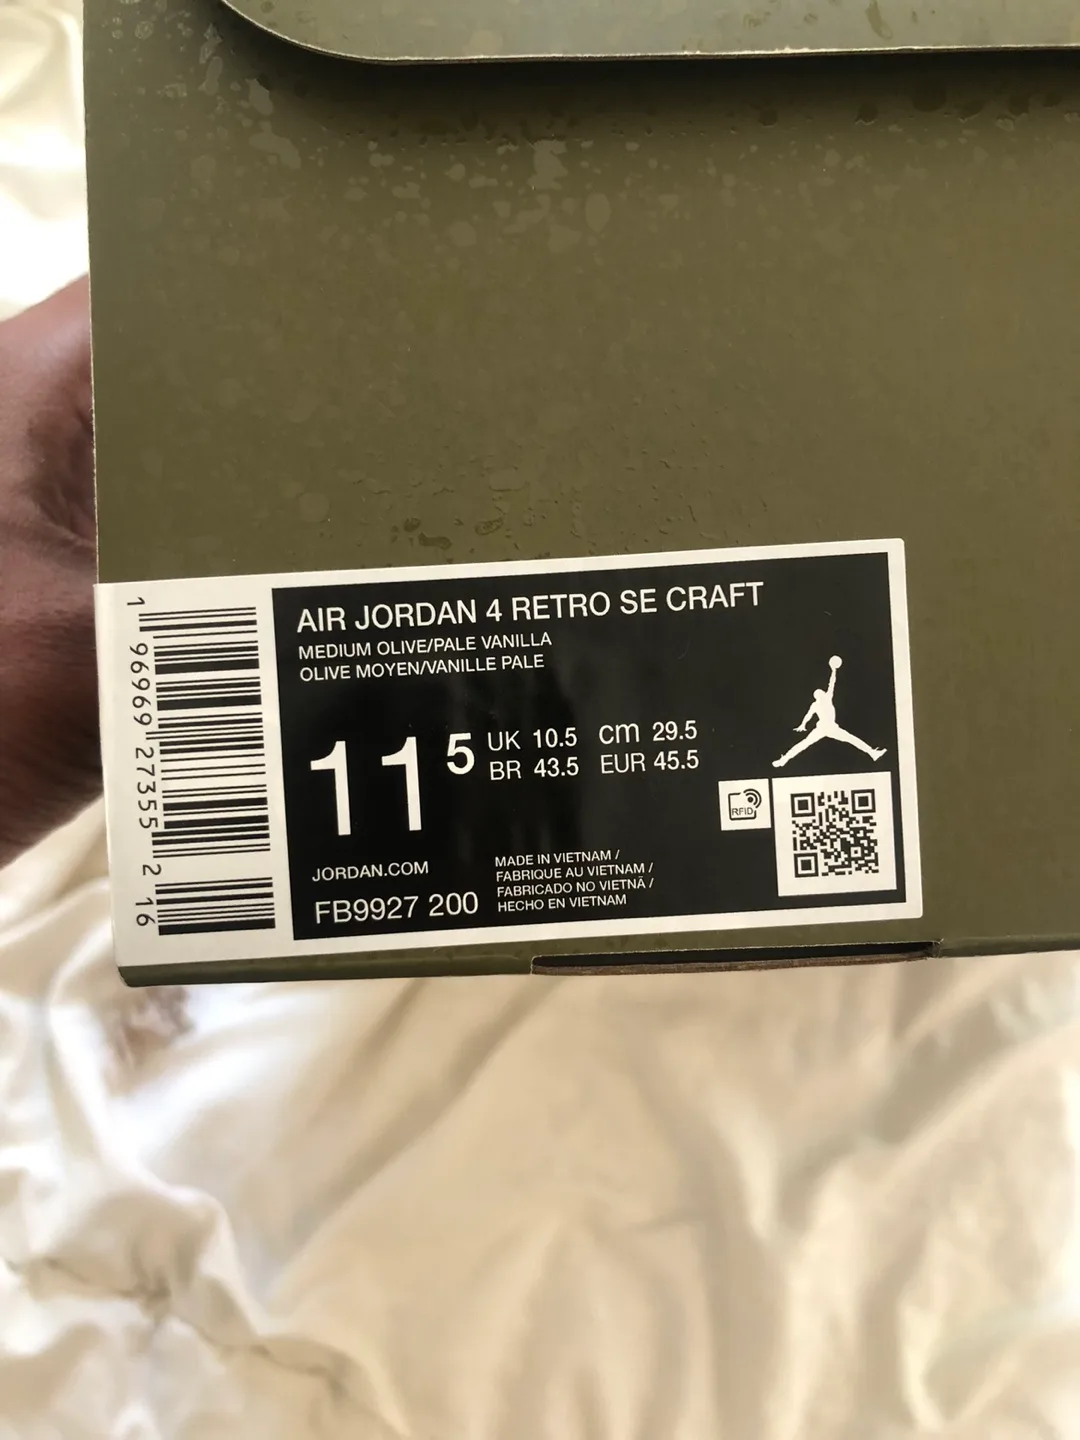 AIR JORDAN 4 RETRO SE CRAFT
MEDIUM OLIVE/PALE VANILLA
OLIVE MOYEN/VANILLE PALE
11 5
UK 10.5 cm 29.5
BR 43.5 EUR 45.5
RFID
JORDAN.COM
FB9927 200
MADE IN VIETNAM /
FABRIQUE AU VIETNAM /
FABRICADO NO VIETNÃ /
HECHO EN VIETNAM
1 96969 27355 2 16